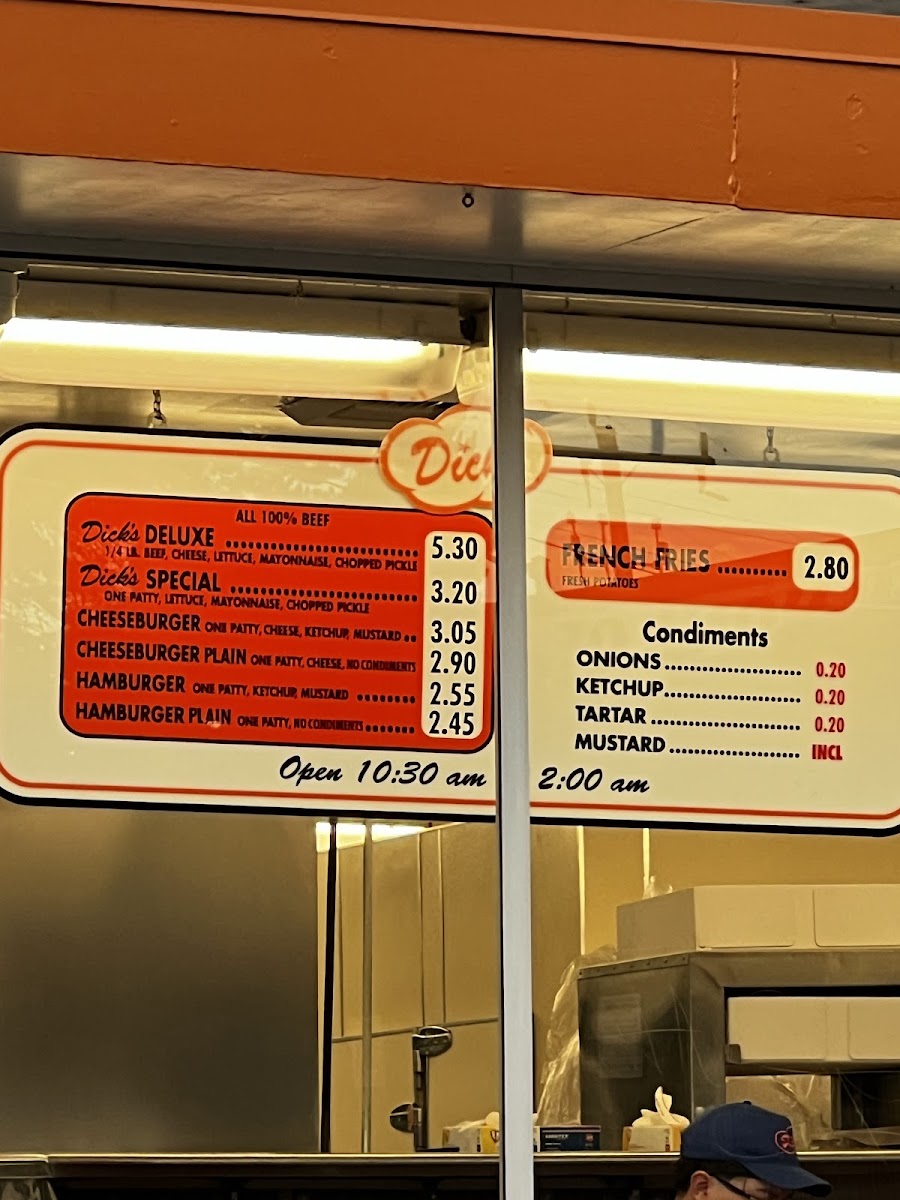 Dick's
ALL 100% BEEF
Dick's DELUXE 5.30
1/4 LB. BEEF, CHEESE, LETTUCE, MAYONNAISE, CHOPPED PICKLE
Dick's SPECIAL 3.20
ONE PATTY, LETTUCE, MAYONNAISE, CHOPPED PICKLE
CHEESEBURGER ONE PATTY, CHEESE, KETCHUP, MUSTARD 3.05
CHEESEBURGER PLAIN ONE PATTY, CHEESE, NO CONDIMENTS 2.90
HAMBURGER ONE PATTY, KETCHUP, MUSTARD 2.55
HAMBURGER PLAIN ONE PATTY, NO CONDIMENTS 2.45
FRENCH FRIES 2.80
FRESH POTATOES
Condiments
ONIONS 0.20
KETCHUP 0.20
TARTAR 0.20
MUSTARD INCL
Open 10:30 am 2:00 am